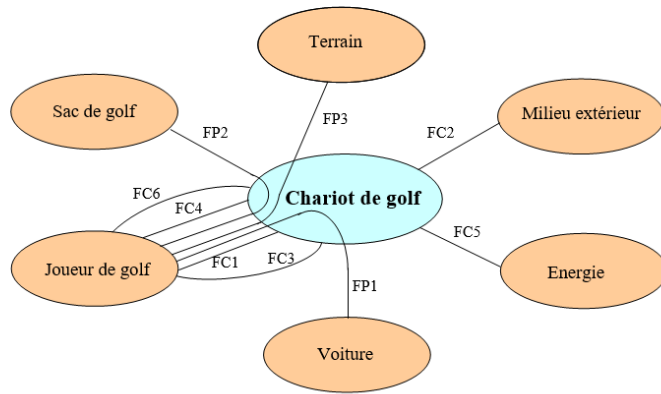 Terrain
Sac de golf
Milieu extérieur
FP2
FP3
FC2
FC6
FC4
Chariot de golf
FC5
Joueur de golf
FC1
FC3
Energie
FP1
Voiture